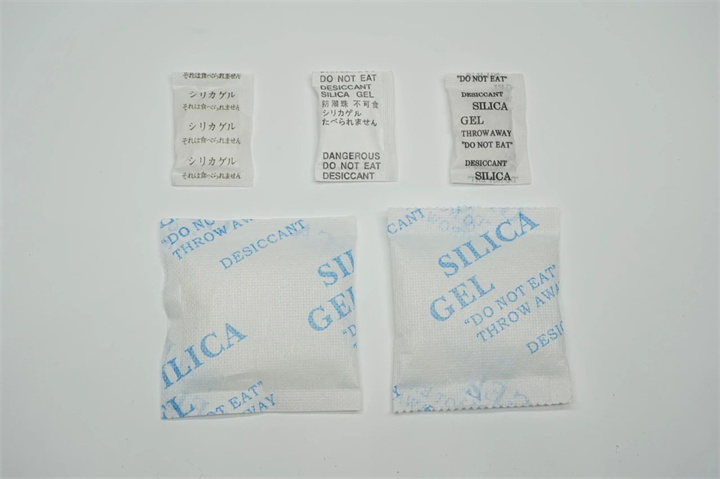 それは食べられません
シリカゲル
それは食べられません
シリカゲル
それは食べられません
シリカゲル
それは食べられません
DO NOT EAT
DESICCANT
SILICA GEL
防潮珠 不可食
シリカゲル
たべられません
DANGEROUS
DO NOT EAT
DESICCANT
"DO NOT EAT"
DESICCANT
SILICA
GEL
THROW AWAY
"DO NOT EAT"
DESICCANT
SILICA
"DO NO
THROW AWAY
DESICCANT
SILI
GEL
"D
SILICA
GEL
DO NOT EAT"
WAY
CCANT
SILICA
GEL
"DO NOT EAT"
THROW AWAY
DESIC